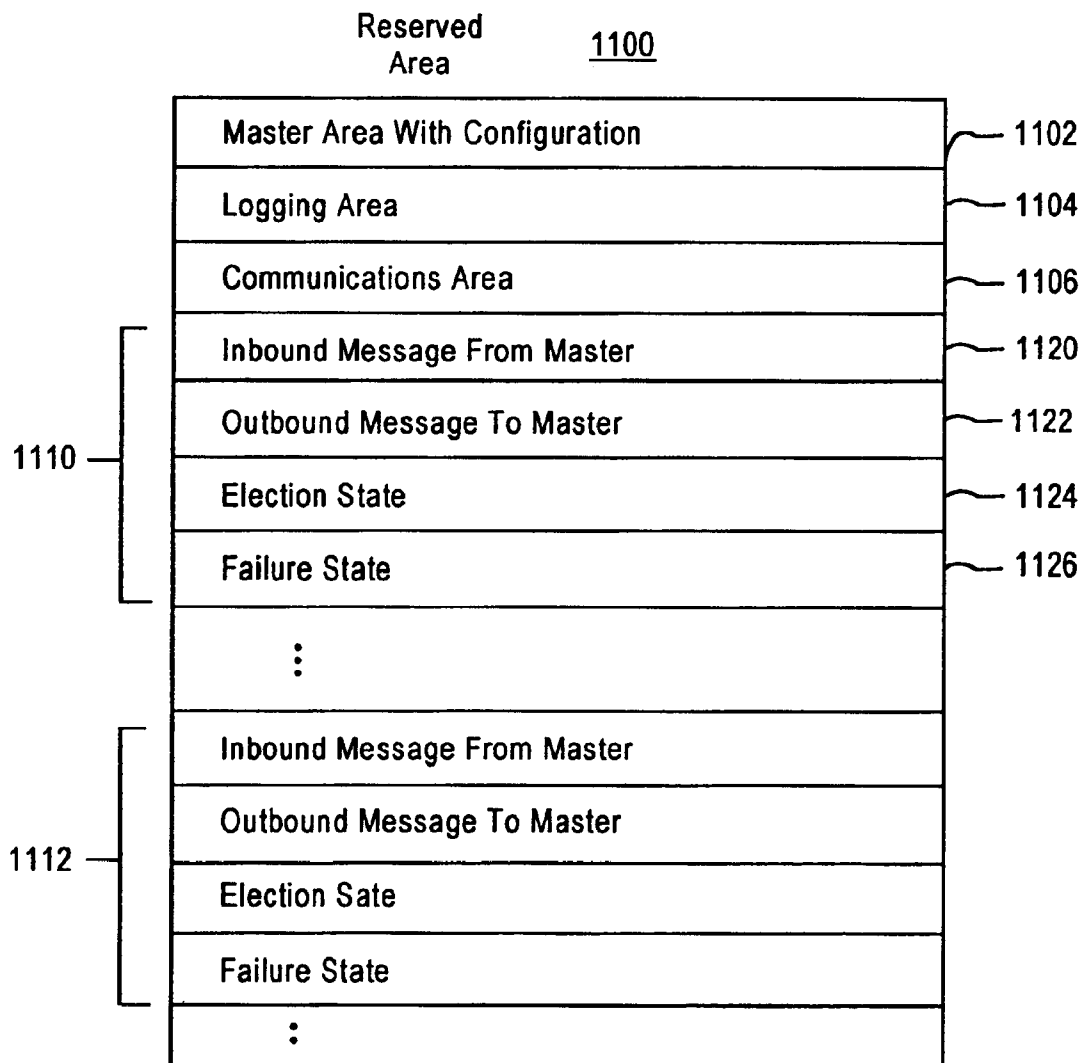 Reserved
Area
1100
Master Area With Configuration
1102
Logging Area
1104
Communications Area
1106
Inbound Message From Master
1120
Outbound Message To Master
1122
1110
Election State
1124
Failure State
1126
Inbound Message From Master
Outbound Message To Master
1112
Election Sate
Failure State